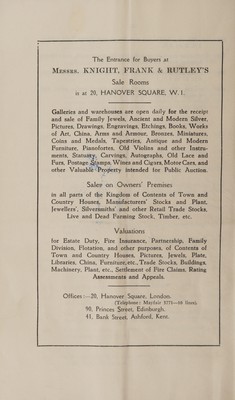 The Entrance for Buyers at
MESSRS. KNIGHT, FRANK & RUTLEY'S
Sale Rooms
is at 20, HANOVER SQUARE, W. 1.
Galleries and warehouses are open daily for the receipt
and sale of Family Jewels, Ancient and Modern Silver,
Pictures, Drawings, Engravings, Etchings, Books, Works
of Art, China, Arms and Armour, Bronzes, Miniatures,
Coins and Medals, Tapestries, Antique and Modern
Furniture, Pianofortes, Old Violins and other Instru-
ments, Statuary, Carvings, Autographs, Old Lace and
Furs, Postage Stamps, Wines and Cigars, Motor Cars, and
other Valuable Property intended for Public Auction.
Sales on Owners' Premises
in all parts of the Kingdom of Contents of Town and
Country Houses, Manufacturers' Stocks and Plant,
Jewellers', Silversmiths' and other Retail Trade Stocks,
Live and Dead Farming Stock, Timber, etc.
Valuations
for Estate Duty, Fire Insurance, Partnership, Family
Division, Flotation, and other purposes, of Contents of
Town and Country Houses, Pictures, Jewels, Plate,
Libraries, China, Furniture, etc., Trade Stocks, Buildings,
Machinery, Plant, etc., Settlement of Fire Claims, Rating
Assessments and Appeals.
Offices :—20, Hanover Square, London.
(Telephone: Mayfair 3771—10 lines).
90, Princes Street, Edinburgh.
41, Bank Street, Ashford, Kent.